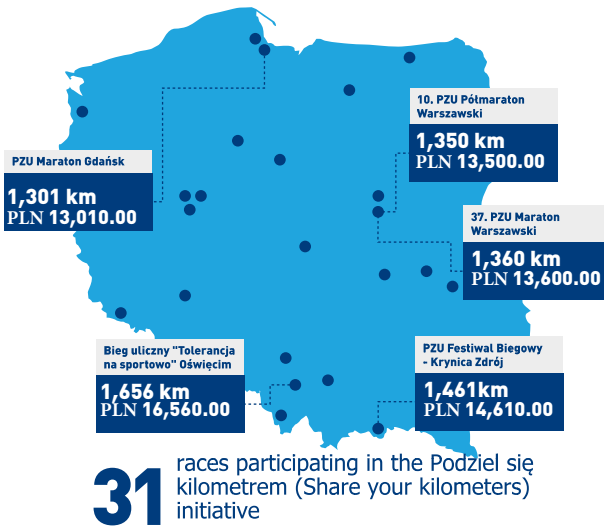 10. PZU Półmaraton
Warszawski
1,350 km
PLN 13,500.00
PZU Maraton Gdańsk
1,301 km
PLN 13,010.00
37. PZU Maraton
Warszawski
1,360 km
PLN 13,600.00
Bieg uliczny "Tolerancja
na sportowo" Oświęcim
1,656 km
PLN 16,560.00
PZU Festiwal Biegowy
- Krynica Zdrój
1,461km
PLN 14,610.00
31
races participating in the Podziel się
kilometrem (Share your kilometers)
initiative